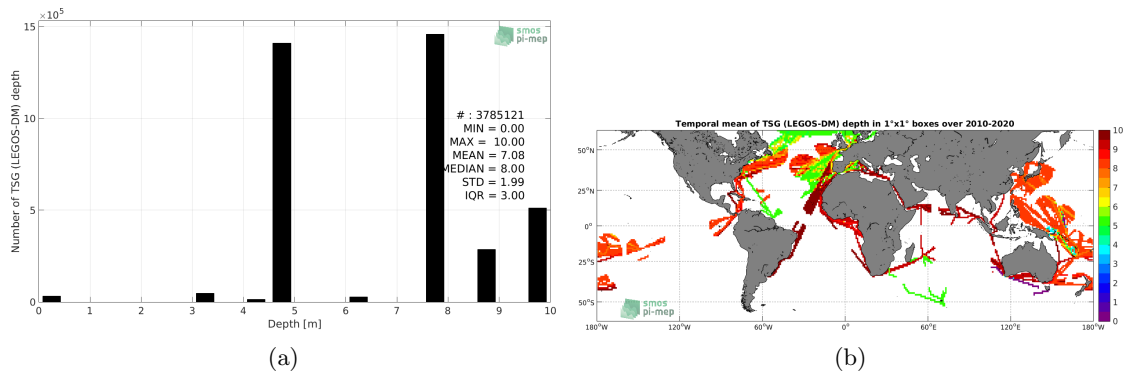 ×10⁵
15
10
5
0
Number of TSG (LEGOS-DM) depth
smos
pi-mep
# : 3785121
MIN = 0.00
MAX = 10.00
MEAN = 7.08
MEDIAN = 8.00
STD = 1.99
IQR = 3.00
0 1 2 3 4 5 6 7 8 9 10
Depth [m]
(a)
Temporal mean of TSG (LEGOS-DM) depth in 1°x1° boxes over 2010-2020
50°N
25°N
0°
25°S
50°S
smos
pi-mep
180°W 120°W 60°W 0° 60°E 120°E 180°W
10
9
8
7
6
5
4
3
2
1
0
(b)